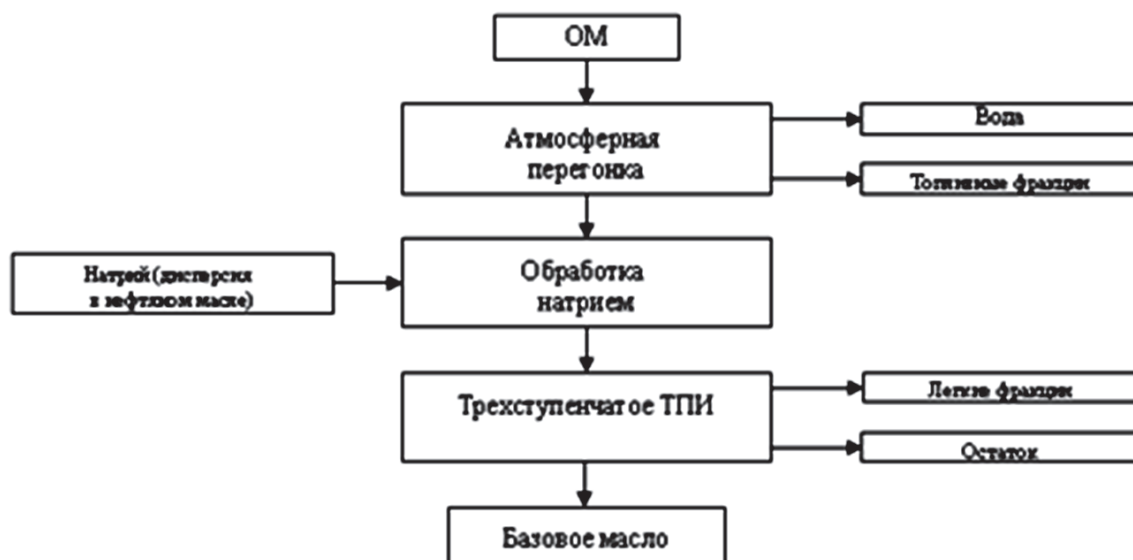 ОМ
Атмосферная
перегонка
Вода
Топливные фракции
Натрий (дисперсия
в нефтяном масле)
Обработка
натрием
Трехступенчатое ТПИ
Легкие фракции
Остаток
Базовое масло